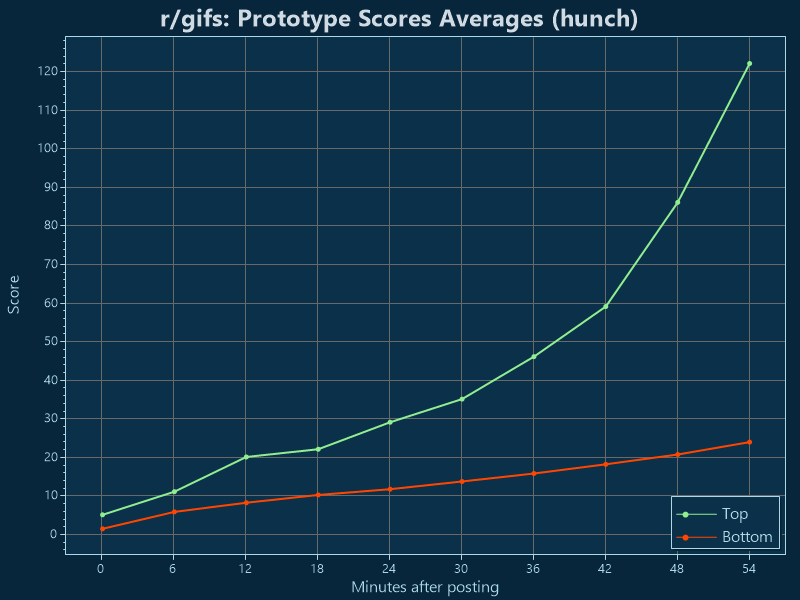 r/gifs: Prototype Scores Averages (hunch)
120
110
100
90
80
70
60
50
40
30
20
10
0
Score
0 6 12 18 24 30 36 42 48 54
Minutes after posting
Top
Bottom